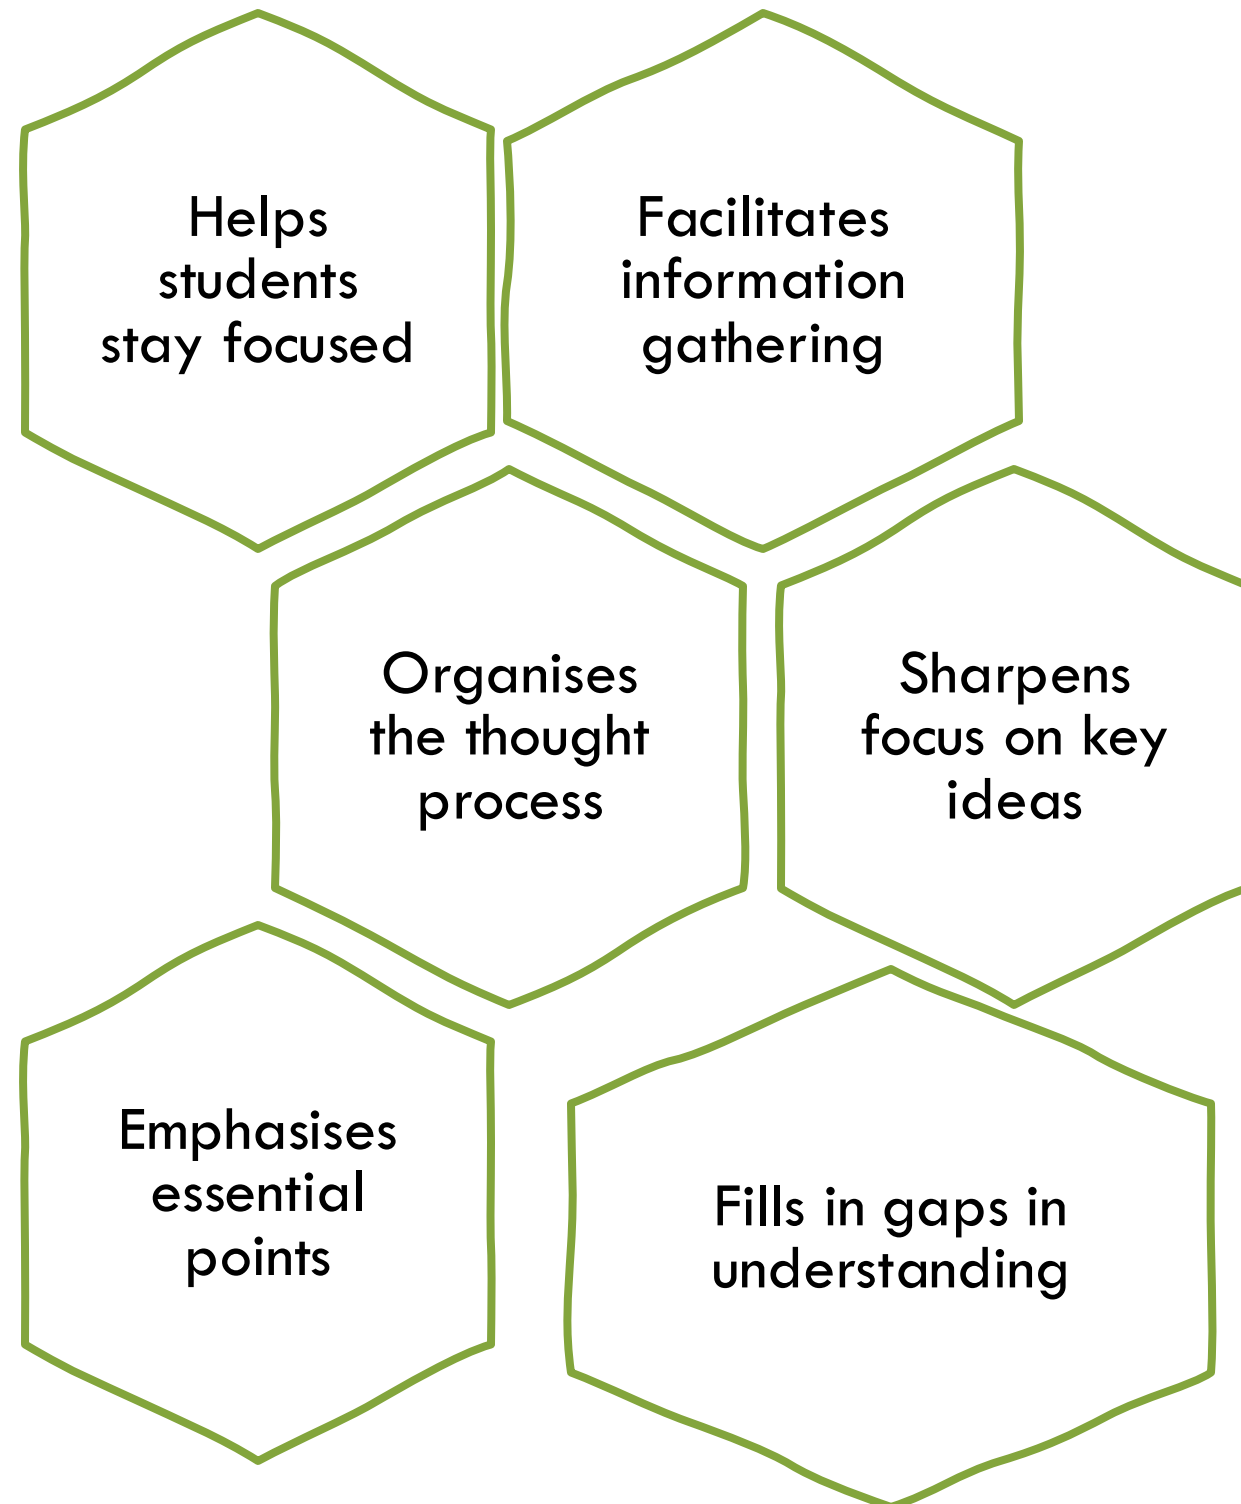 Helps
students
stay focused
Facilitates
information
gathering
Organises
the thought
process
Sharpens
focus on key
ideas
Emphasises
essential
points
Fills in gaps in
understanding